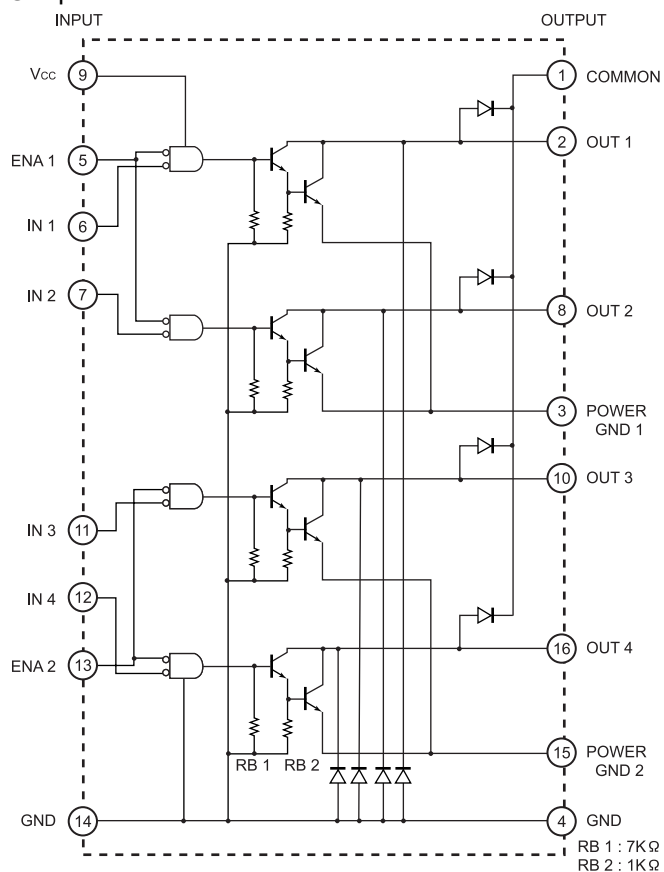 INPUT
OUTPUT
Vcc 9
1 COMMON
2 OUT 1
ENA 1 5
IN 1 6
IN 2 7
8 OUT 2
3 POWER
GND 1
10 OUT 3
IN 3 11
IN 4 12
16 OUT 4
ENA 2 13
15 POWER
GND 2
RB 1 RB 2
GND 14
4 GND
RB 1 : 7KΩ
RB 2 : 1KΩ